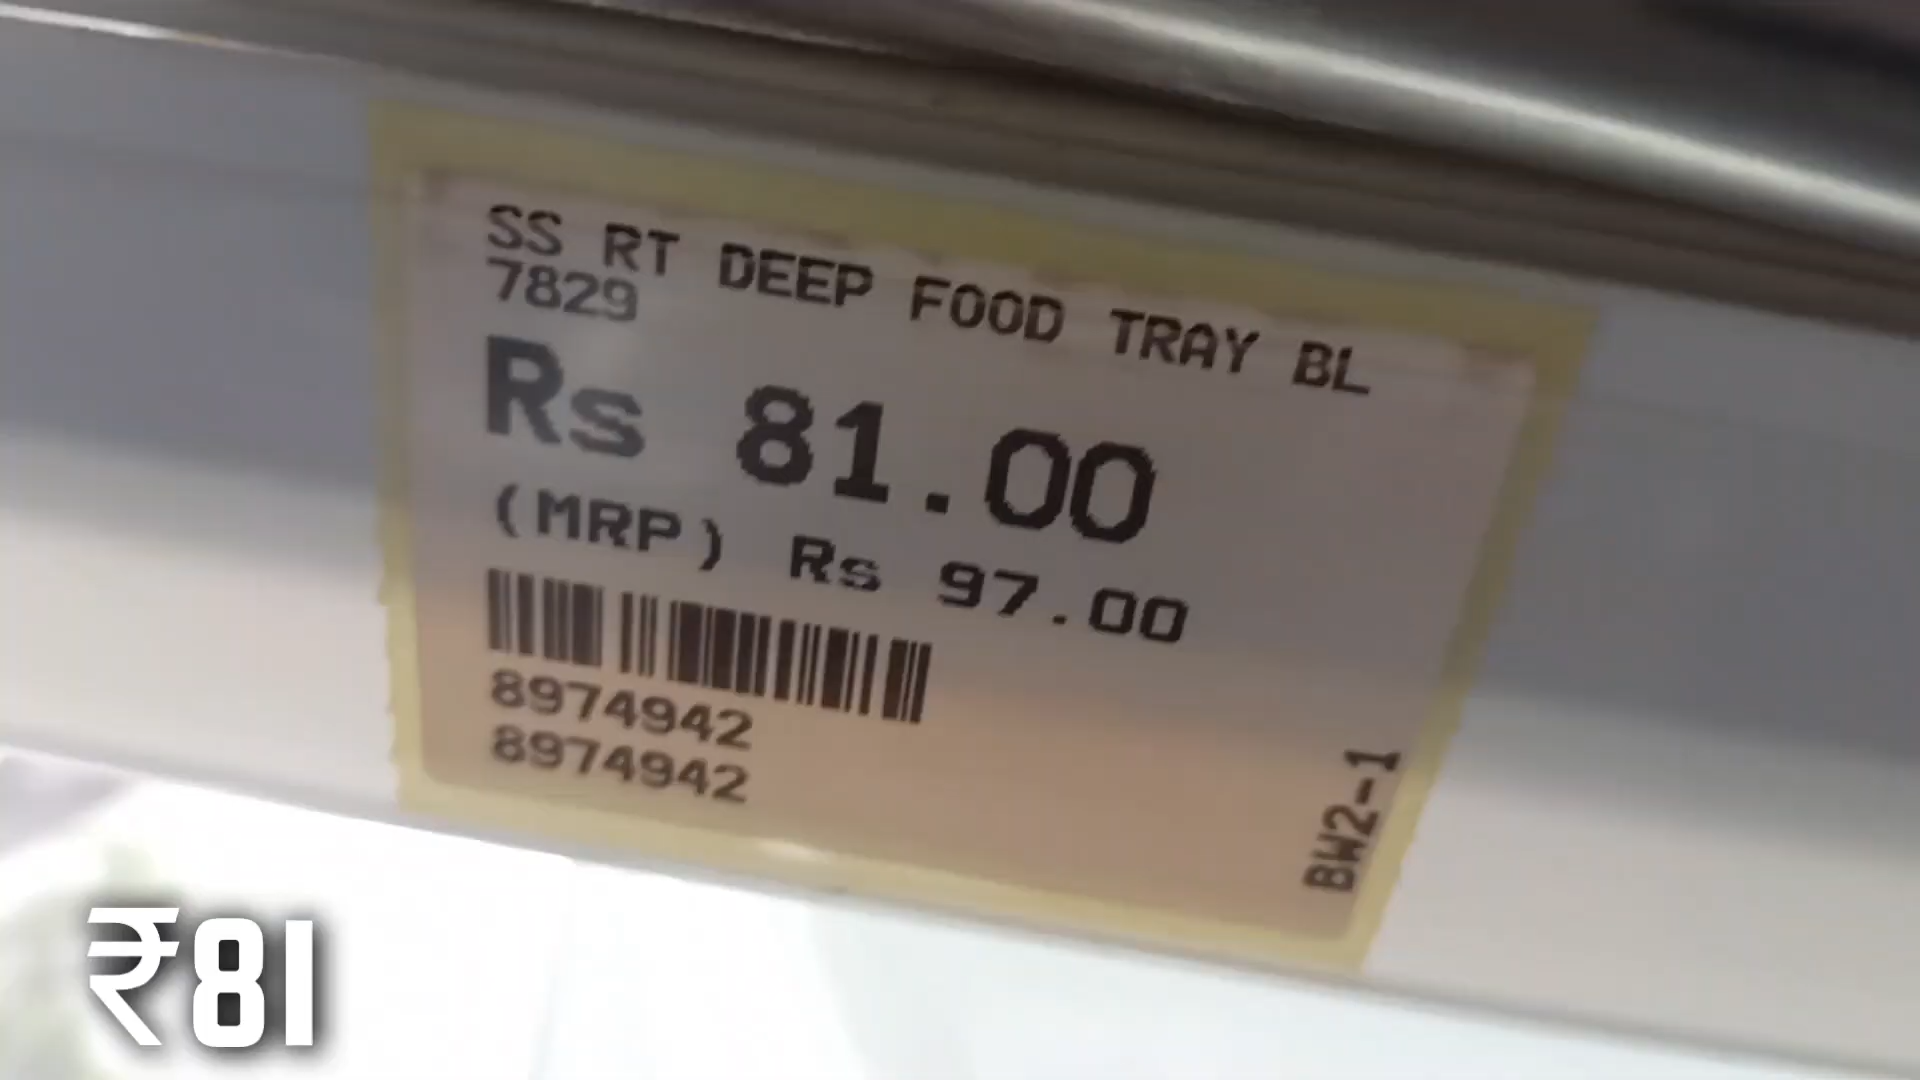 SS RT DEEP FOOD TRAY BL
7829
Rs 81.00
(MRP) Rs 97.00
8974942
8974942
BW2-1
₹81